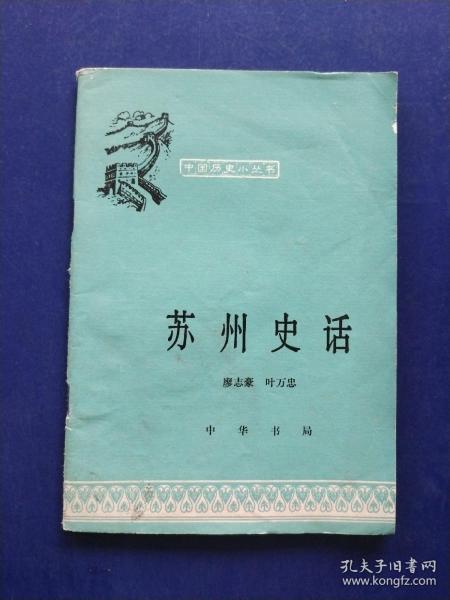 中国历史小丛书
苏州史话
廖志豪 叶万忠
中华书局
孔夫子旧书网
www.kongfz.com